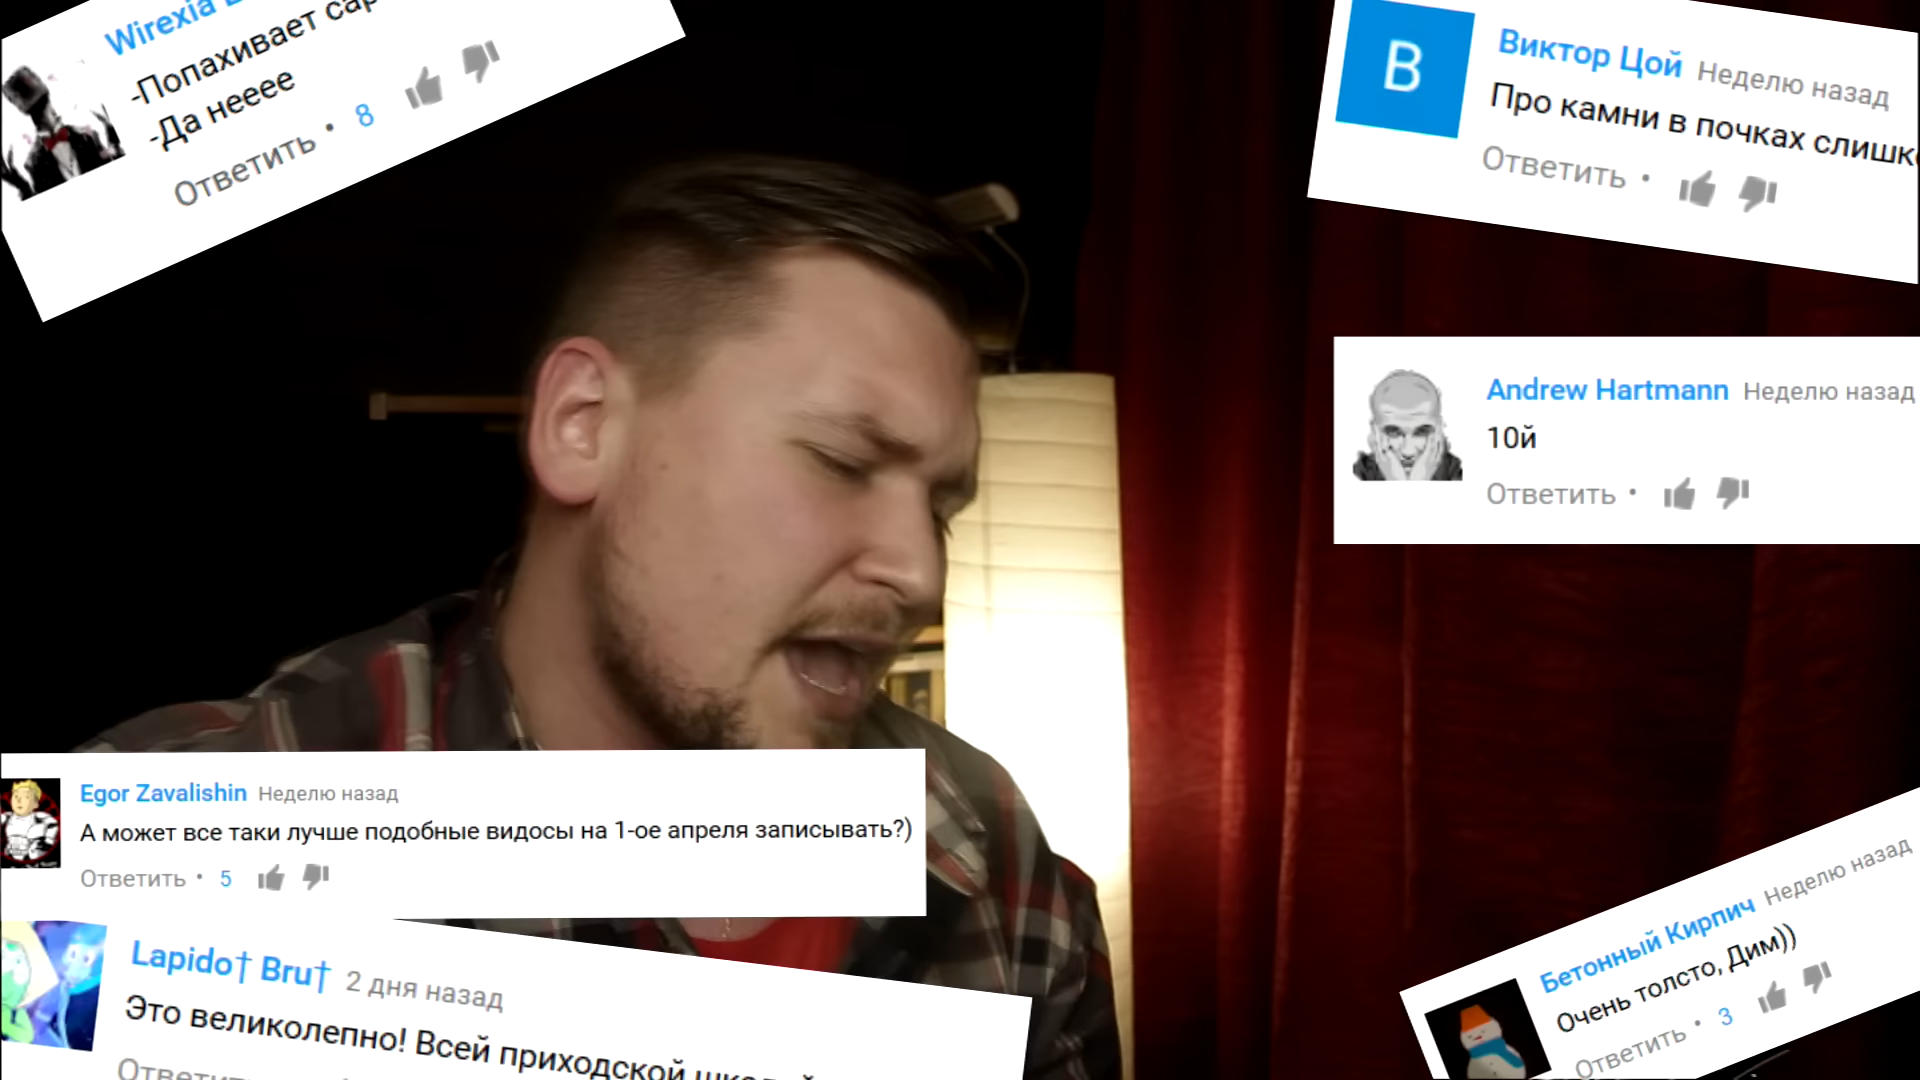 Wirexia
-Попахивает
-Да нееее
Ответить • 8
В
Виктор Цой Неделю назад
Про камни в почках
Ответить •
Andrew Hartmann Неделю назад
10й
Ответить •
Egor Zavalishin Неделю назад
А может все таки лучше подобные видосы на 1-ое апреля записывать?)
Ответить • 5
Lapido† Bru† 2 дня назад
Это великолепно! Всей приходской
Бетонный Кирпич Неделю назад
Очень толсто, Дим))
Ответить • 3